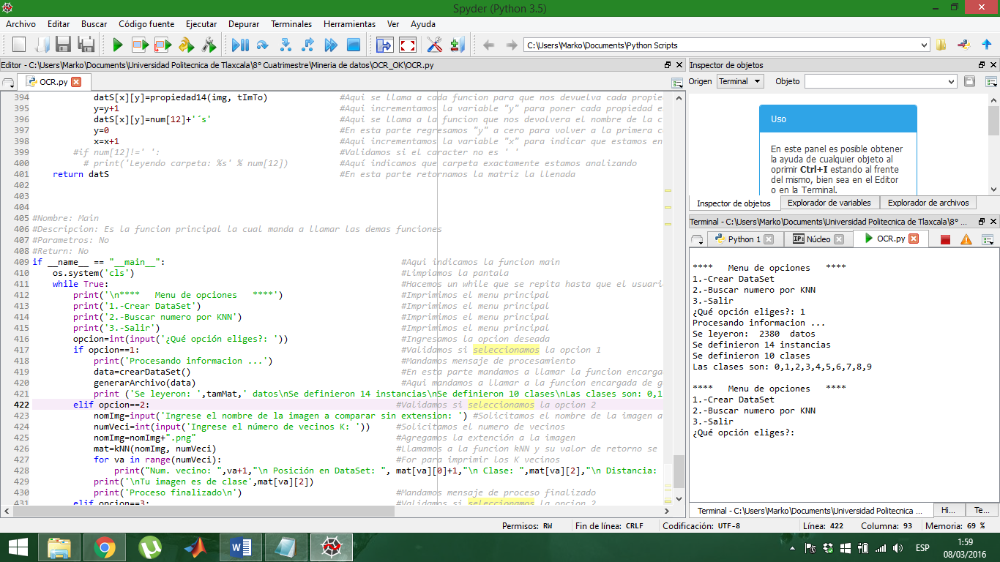 Spyder (Python 3.5)
Archivo Editar Buscar Código fuente Ejecutar Depurar Terminales Herramientas Ver Ayuda
C:\Users\Marko\Documents\Python Scripts
Editor - C:\Users\Marko\Documents\Universidad Politecnica de Tlaxcala\8° Cuatrimestre\Mineria de datos\OCR_OK\OCR.py
OCR.py
394 datS[x][y]=propiedad14(img, tImTo) #Aqui se llama a cada funcion para que nos devuelva cada propie
395 y=y+1 #Aqui incrementamos la variable "y" para poner cada propiedad e
396 datS[x][y]=num[12]+'´s' #Aqui se llama a la funcion que nos devolvera el nombre de la c
397 y=0 #En esta parte regresamos "y" a cero para volver a la primera c
398 x=x+1 #Aqui incrementamos la variable "x" para indicar que estamos en
399 #if num[12]!=' ': #Validamos si el caracter no es ' '
400 # print('Leyendo carpeta: %s' % num[12]) #Aquí indicamos que carpeta exactamente estamos analizando
401 return datS #En esta parte retornamos la matriz la llenada
402
403
404
405 #Nombre: Main
406 #Descripcion: Es la funcion principal la cual manda a llamar las demas funciones
407 #Parametros: No
408 #Return: No
409 if __name__ == "__main__": #Aqui indicamos la funcion main
410 os.system('cls') #Limpiamos la pantala
411 while True: #Hacemos un while que se repita hasta que el usuari
412 print('\n**** Menu de opciones ****') #Imprimimos el menu principal
413 print('1.-Crear DataSet') #Imprimimos el menu principal
414 print('2.-Buscar numero por KNN') #Imprimimos el menu principal
415 print('3.-Salir') #Imprimimos el menu principal
416 opcion=int(input('¿Qué opción eliges?: ')) #Ingresamos la opcion deseada
417 if opcion==1: #Validamos si seleccionamos la opcion 1
418 print('Procesando informacion ...') #Mandamos mensaje de procesamiento
419 data=crearDataSet() #En esta parte mandamos a llamar la funcion encarga
420 generarArchivo(data) #Aqui mandamos a llamar a la funcion encargada de g
421 print ('Se leyeron: ',tamMat,' datos\nSe definieron 14 instancias\nSe definieron 10 clases\nLas clases son: 0,1
422 elif opcion==2: #Validamos si seleccionamos la opcion 2
423 nomImg=input('Ingrese el nombre de la imagen a comparar sin extension: ') #Solicitamos el nombre de la imagen a
424 numVeci=int(input('Ingrese el número de vecinos K: ')) #Solicitamos el numero de vecinos
425 nomImg=nomImg+".png" #Agregamos la extención a la imagen
426 mat=kNN(nomImg, numVeci) #Llamamos a la funcion kNN y su valor de retorno se
427 for va in range(numVeci): #For para imprimir los K vecinos
428 print("Num. vecino: ",va+1,"\n Posición en DataSet: ", mat[va][0]+1,"\n Clase: ",mat[va][2],"\n Distancia:
429 print('\nTu imagen es de clase',mat[va][2])
430 print('Proceso finalizado\n') #Mandamos mensaje de proceso finalizado
431 elif opcion==3: #Validamos si seleccionamos la opcion 2
Inspector de objetos
Origen Terminal Objeto
Uso
En este panel es posible obtener
la ayuda de cualquier objeto al
oprimir Ctrl+I estando al frente
del mismo, bien sea en el Editor
o en la Terminal.
Inspector de objetos Explorador de variables Explorador de archivos
Terminal - C:\Users\Marko\Documents\Universidad Politecnica de Tlaxcala\8° ...
Python 1 IP: Núcleo OCR.py
**** Menu de opciones ****
1.-Crear DataSet
2.-Buscar numero por KNN
3.-Salir
¿Qué opción eliges?: 1
Procesando informacion ...
Se leyeron: 2380 datos
Se definieron 14 instancias
Se definieron 10 clases
Las clases son: 0,1,2,3,4,5,6,7,8,9
**** Menu de opciones ****
1.-Crear DataSet
2.-Buscar numero por KNN
3.-Salir
¿Qué opción eliges?:
Terminal - C:\Users\Marko\Documents\Universidad Politecnica ... Hi... Te...
Permisos: RW Fin de línea: CRLF Codificación: UTF-8 Línea: 422 Columna: 93 Memoria: 69 %
ESP
1:59
08/03/2016